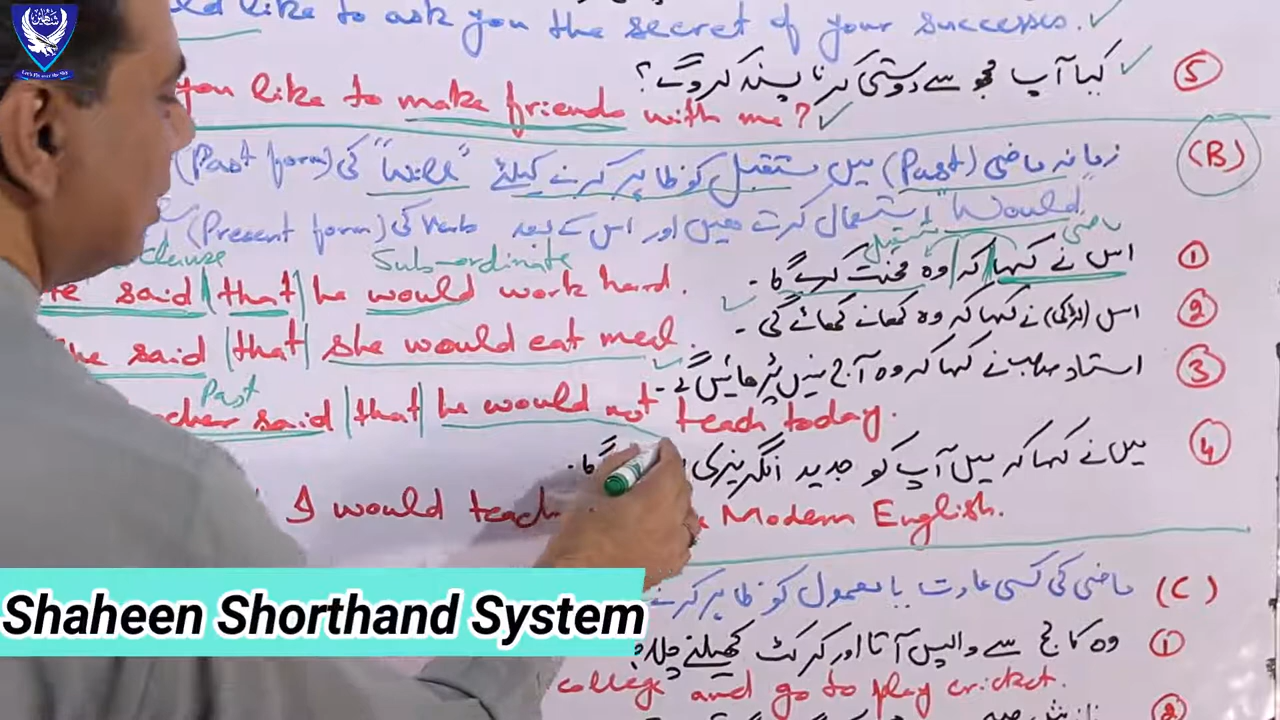 like to ask you the secret of your successes.
کیا آپ مجھ سے دوستی کرنا پسند کروگے؟ ⑤
you like to make friends with me?
(B) زمانہ ماضی (Past) میں مستقبل کو ظاہر کرنے کیلئے "Will" کی (Past form)
"Would" استعمال کرتے ہیں اور اس کے بعد verb کی (Present form)
Clause Subordinate مستقبل ماضی
① اس نے کہا کہ وہ محنت کرے گا۔
said that he would work hard.
② اس (لڑکی) نے کہا کہ وہ کھانے کھائے گی۔
she said that she would eat meal.
③ استاد صاحب نے کہا کہ وہ آج نہیں پڑھائیں گے۔
Past
said that he would not teach today.
④ میں نے کہا کہ میں آپ کو جدید انگریزی گا۔
I would teach Modern English.
(C) ماضی کی کسی عادت یا معمول کو ظاہر کرنے
① وہ کالج سے واپس آتا اور کرکٹ کھیلنے چلا
college and go to play cricket.
②
Shaheen Shorthand System